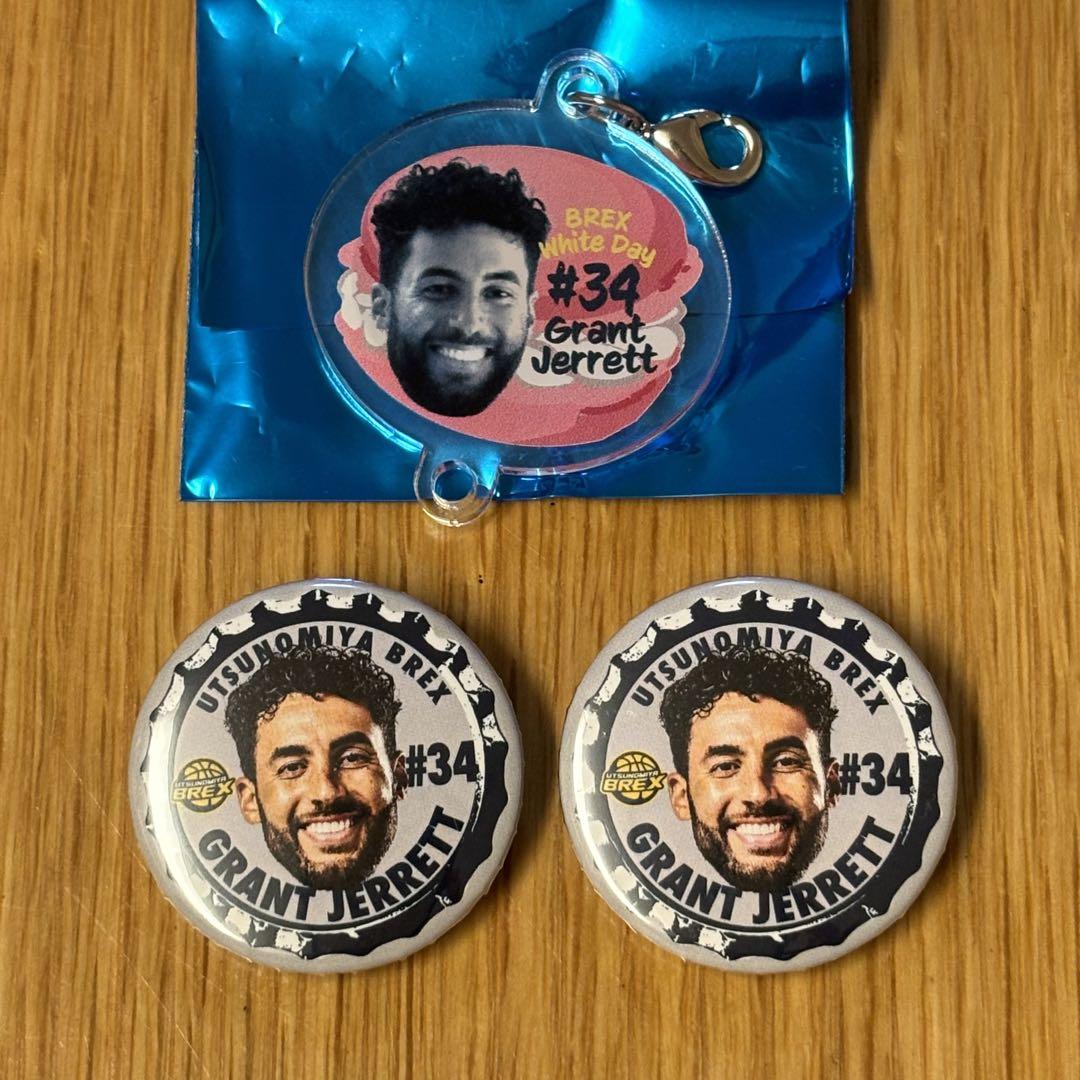 BREX
White Day
#34
Grant
Jerrett
UTSUNOMIYA BREX
UTSUNOMIYA
BREX
#34
GRANT JERRETT
UTSUNOMIYA BREX
UTSUNOMIYA
BREX
#34
GRANT JERRETT